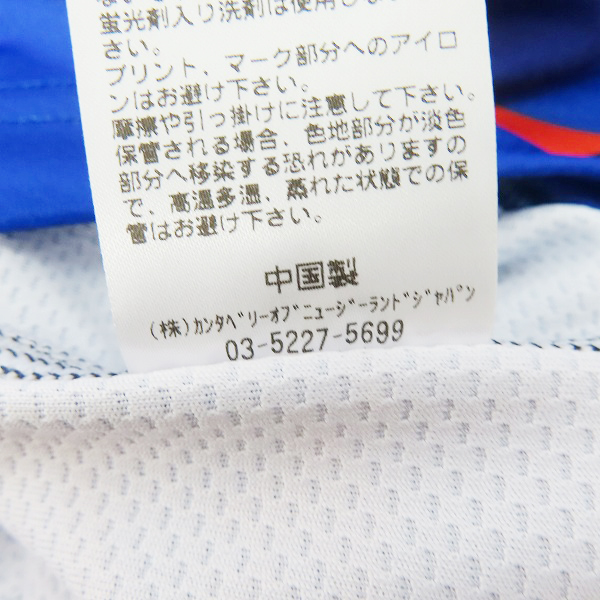 蛍光剤入り洗剤は使用しま
さい。
プリント、マーク部分へのアイロ
ンはお避け下さい。
摩擦や引っ掛けに注意して下さい。
保管される場合、色地部分が淡色
部分へ移染する恐れがありますの
で、高温多湿、蒸れた状態での保
管はお避け下さい。
中国製
(株)ｶﾝﾀﾍﾞﾘｰｵﾌﾞﾆｭｰｼﾞｰﾗﾝﾄﾞｼﾞｬﾊﾟﾝ
03-5227-5699